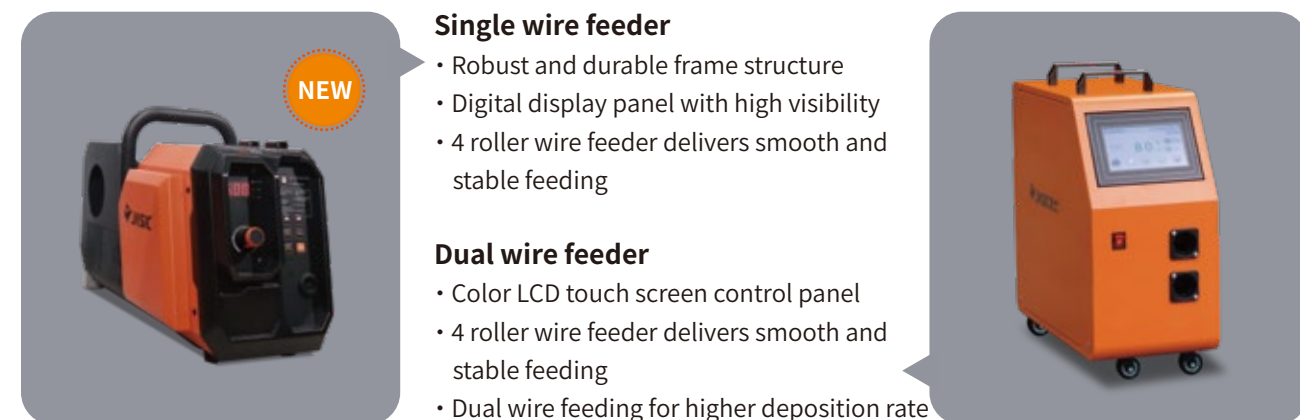 NEW
Single wire feeder
・Robust and durable frame structure
・Digital display panel with high visibility
・4 roller wire feeder delivers smooth and
stable feeding
Dual wire feeder
・Color LCD touch screen control panel
・4 roller wire feeder delivers smooth and
stable feeding
・Dual wire feeding for higher deposition rate
JASIC